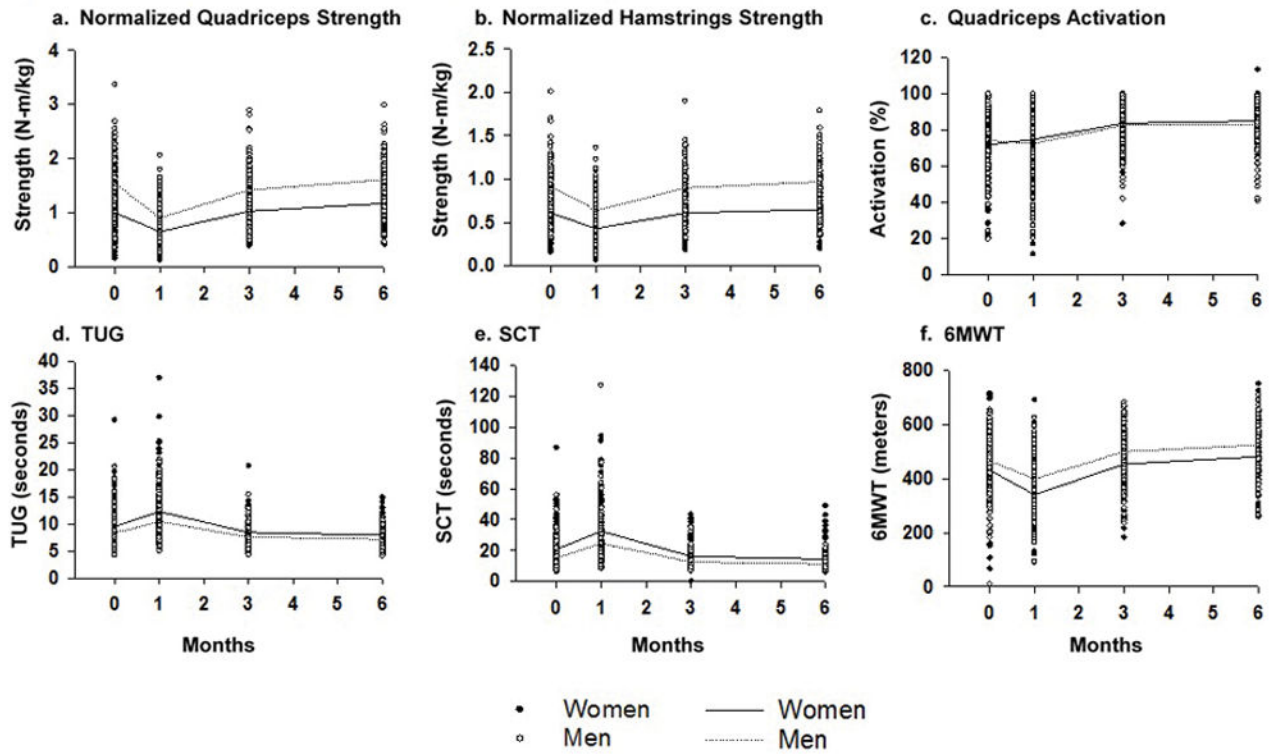 a. Normalized Quadriceps Strength
Strength (N-m/kg)
4
3
2
1
0
0 1 2 3 4 5 6
b. Normalized Hamstrings Strength
Strength (N-m/kg)
2.5
2.0
1.5
1.0
0.5
0.0
0 1 2 3 4 5 6
c. Quadriceps Activation
Activation (%)
120
100
80
60
40
20
0
0 1 2 3 4 5 6
d. TUG
TUG (seconds)
40
35
30
25
20
15
10
5
0
0 1 2 3 4 5 6
Months
e. SCT
SCT (seconds)
140
120
100
80
60
40
20
0
0 1 2 3 4 5 6
Months
f. 6MWT
6MWT (meters)
800
600
400
200
0
0 1 2 3 4 5 6
Months
Women Women
Men Men